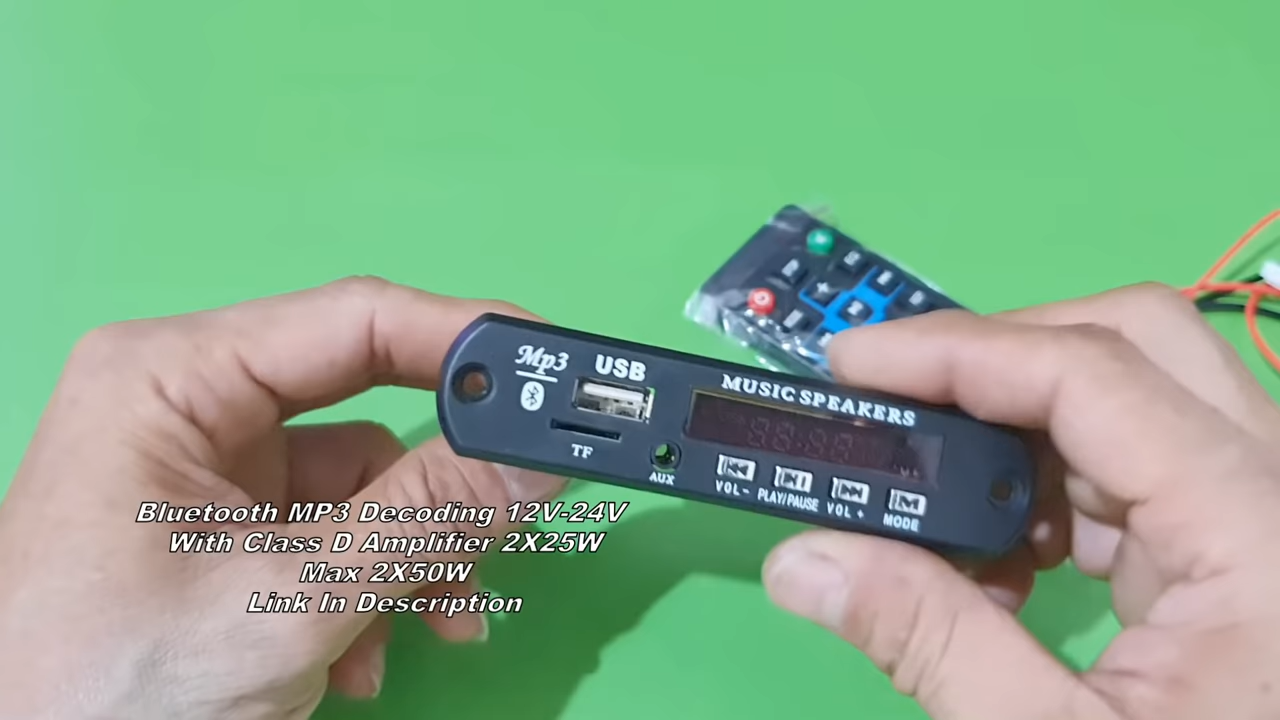 Mp3
USB
MUSIC SPEAKERS
TF
AUX
VOL-
PLAY/PAUSE
VOL +
MODE
Bluetooth MP3 Decoding 12V-24V
With Class D Amplifier 2X25W
Max 2X50W
Link In Description